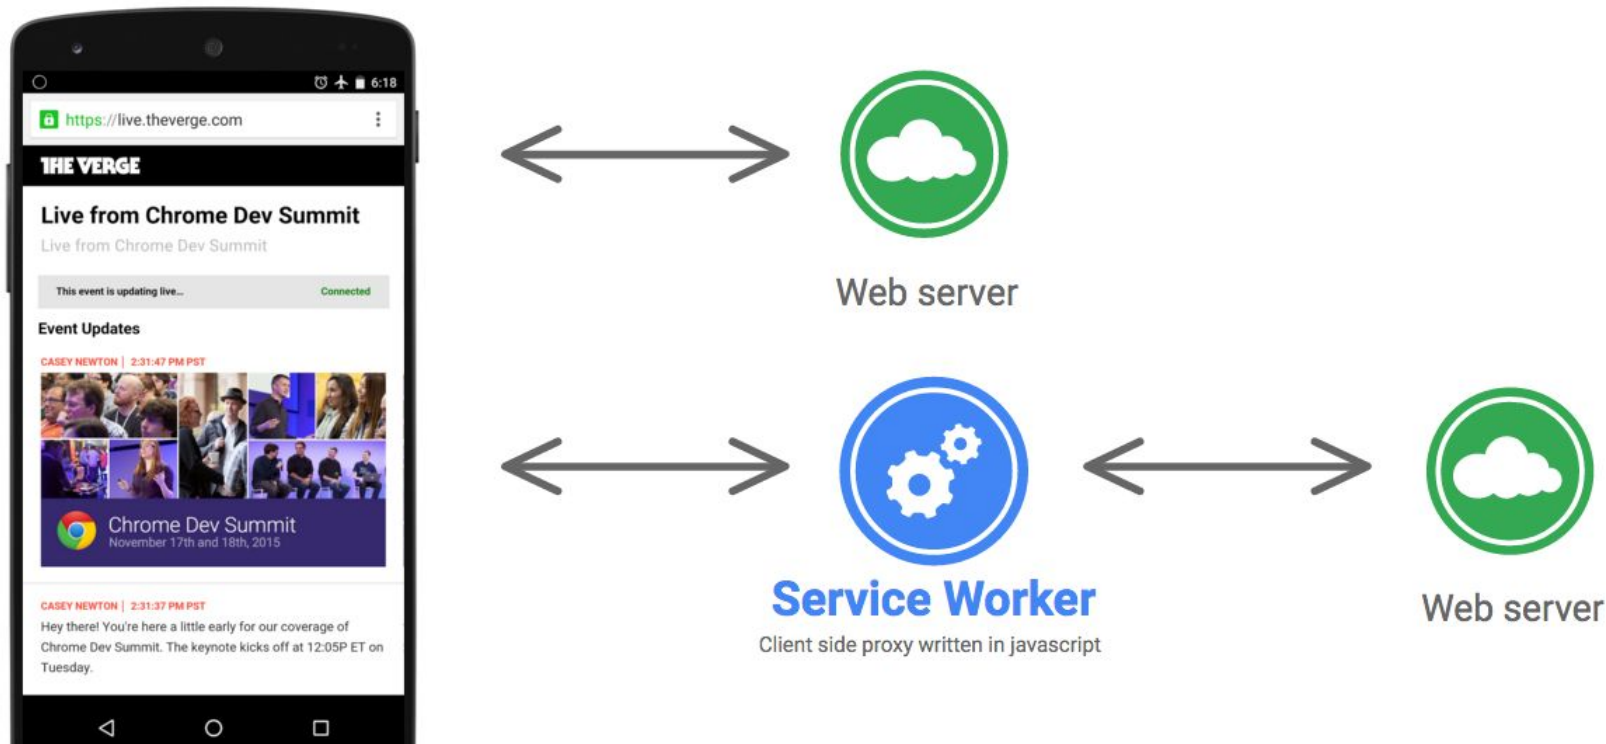 6:18
https://live.theverge.com
THE VERGE
Live from Chrome Dev Summit
Live from Chrome Dev Summit
This event is updating live... Connected
Event Updates
CASEY NEWTON | 2:31:47 PM PST
Chrome Dev Summit
November 17th and 18th, 2015
CASEY NEWTON | 2:31:37 PM PST
Hey there! You're here a little early for our coverage of
Chrome Dev Summit. The keynote kicks off at 12:05P ET on
Tuesday.
Web server
Service Worker
Client side proxy written in javascript
Web server